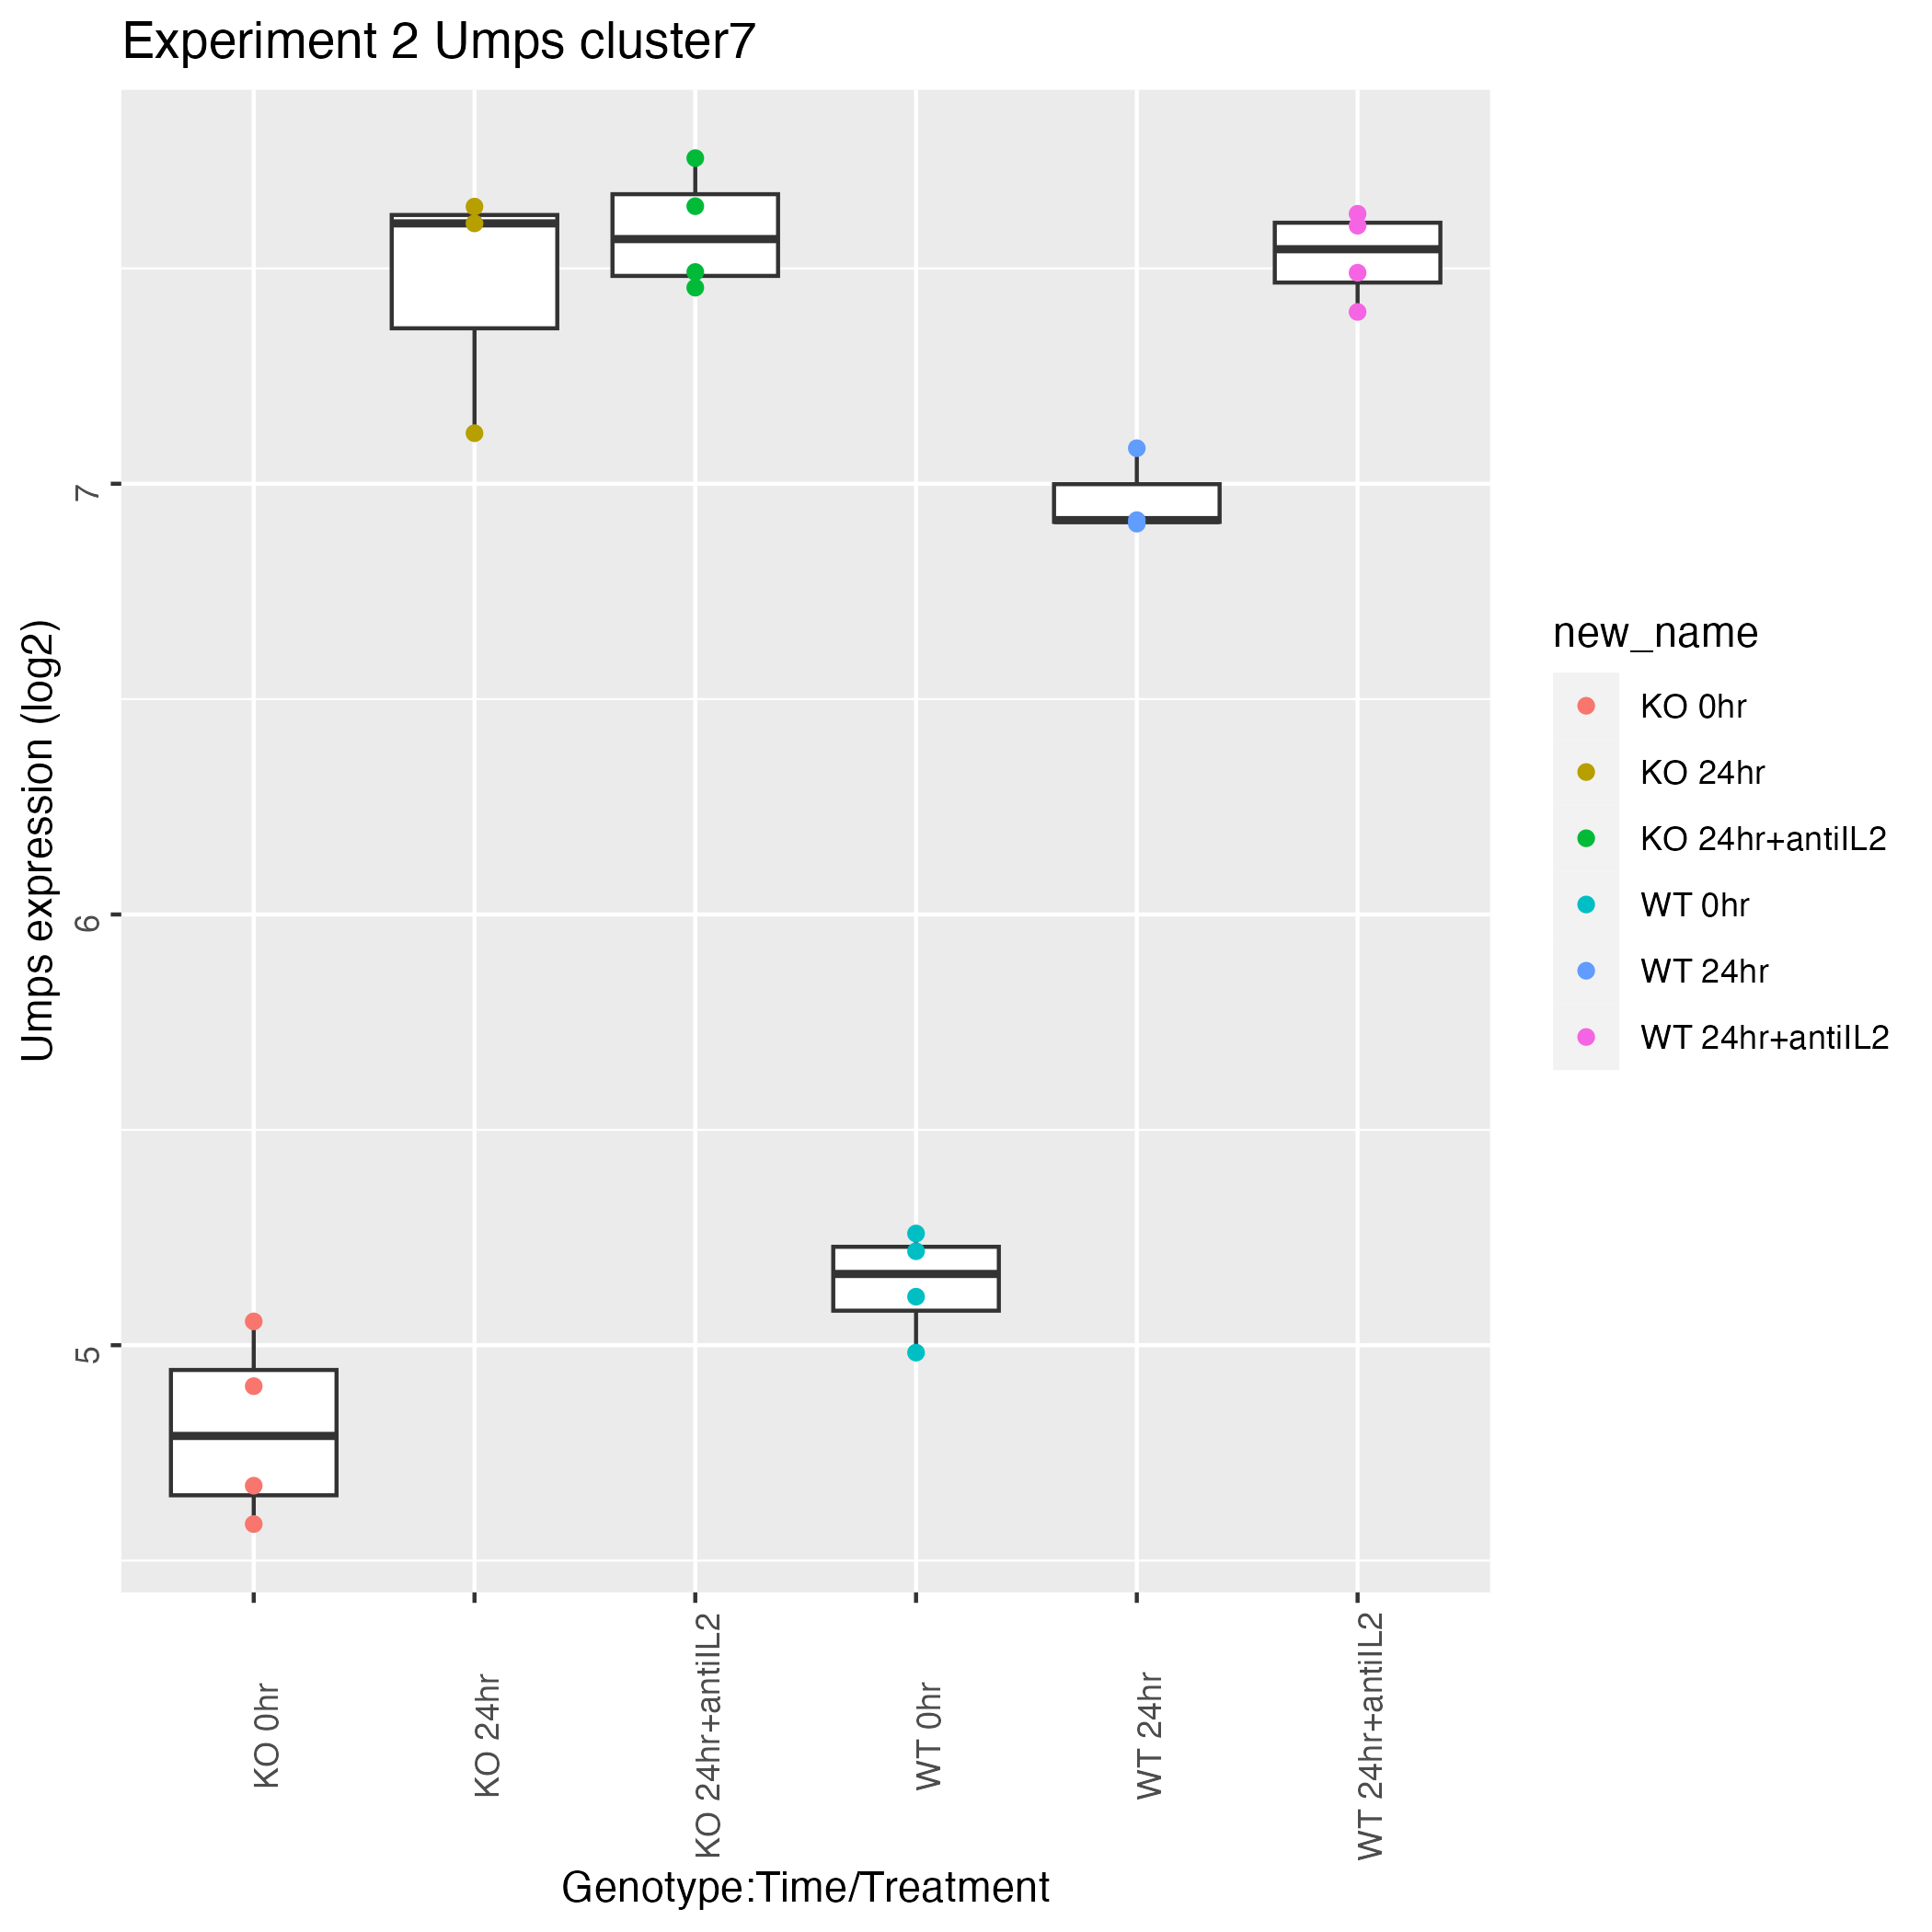 Experiment 2 Umps cluster7
Umps expression (log2)
7
6
5
KO 0hr
KO 24hr
KO 24hr+antiIL2
WT 0hr
WT 24hr
WT 24hr+antiIL2
Genotype:Time/Treatment
new_name
KO 0hr
KO 24hr
KO 24hr+antiIL2
WT 0hr
WT 24hr
WT 24hr+antiIL2